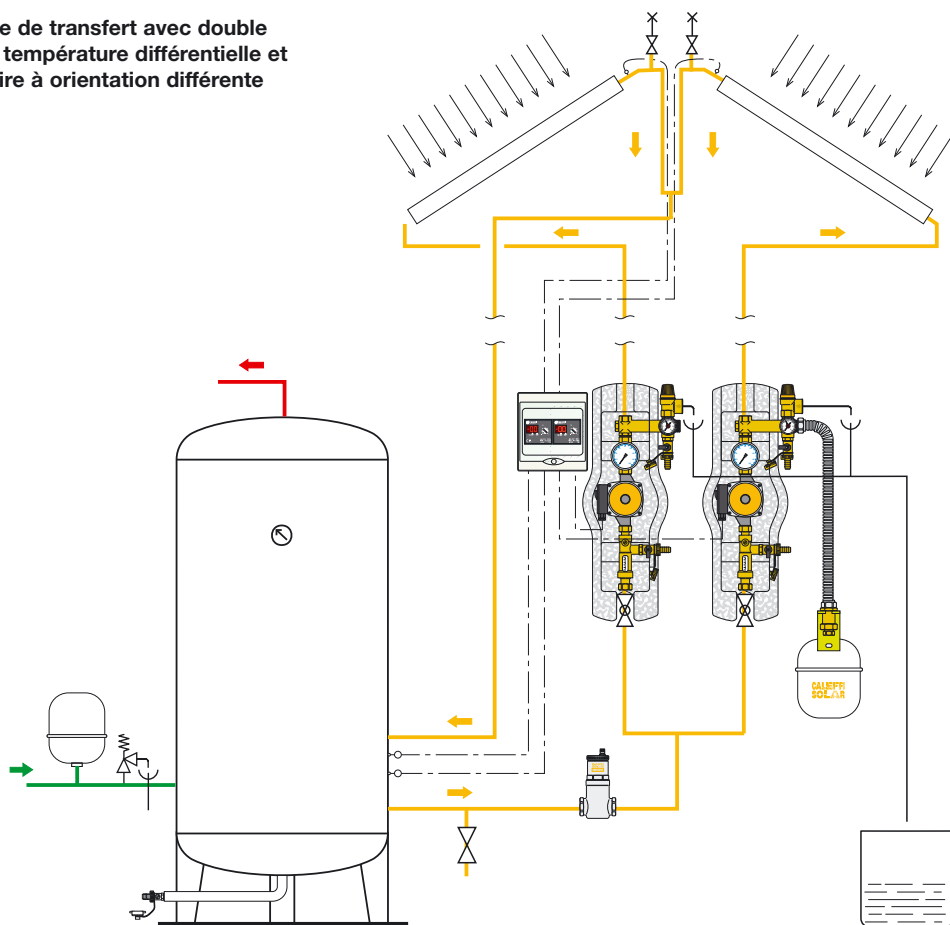 e de transfert avec double
température différentielle et
ire à orientation différente
CALEFFI
SOLAR